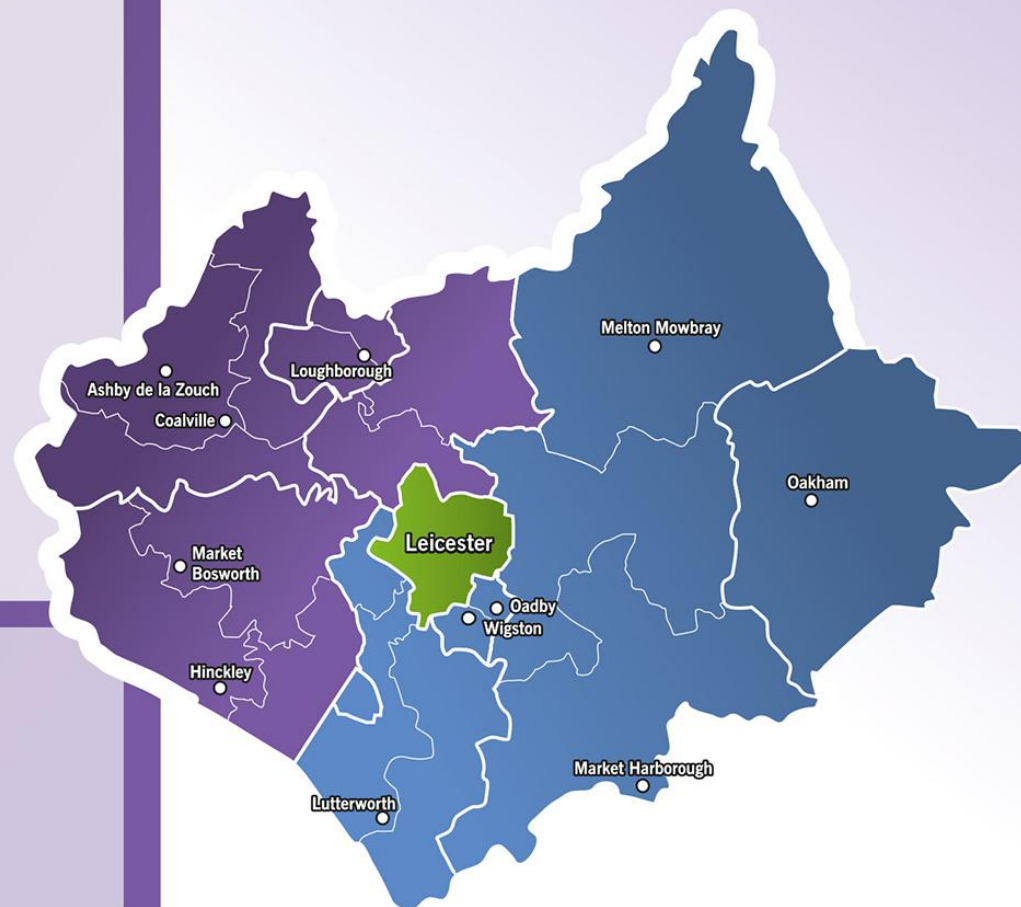 Melton Mowbray
Loughborough
Ashby de la Zouch
Coalville
Oakham
Leicester
Market
Bosworth
Oadby
Wigston
Hinckley
Market Harborough
Lutterworth